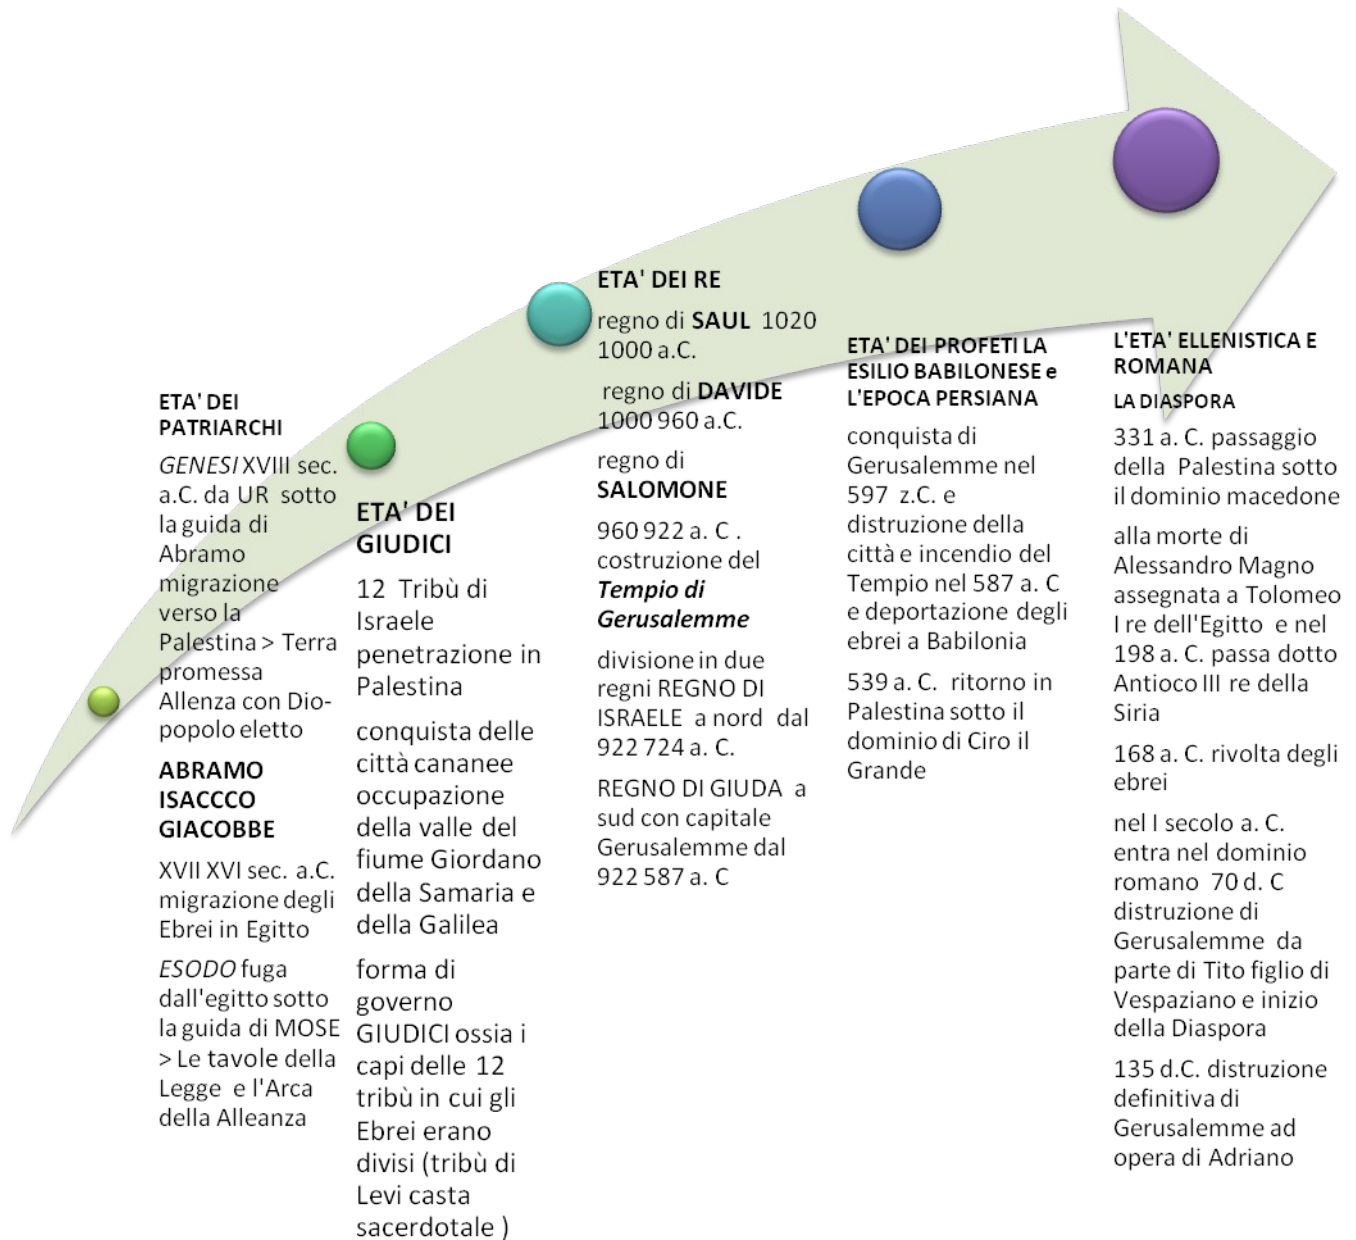 ETA' DEI
PATRIARCHI
GENESI XVIII sec.
a.C. da UR sotto
la guida di
Abramo
migrazione
verso la
Palestina > Terra
promessa
Allenza con Dio-
popolo eletto
ABRAMO
ISACCCO
GIACOBBE
XVII XVI sec. a.C.
migrazione degli
Ebrei in Egitto
ESODO fuga
dall'egitto sotto
la guida di MOSE
> Le tavole della
Legge e l'Arca
della Alleanza
ETA' DEI
GIUDICI
12 Tribù di
Israele
penetrazione in
Palestina
conquista delle
città cananee
occupazione
della valle del
fiume Giordano
della Samaria e
della Galilea
forma di
governo
GIUDICI ossia i
capi delle 12
tribù in cui gli
Ebrei erano
divisi (tribù di
Levi casta
sacerdotale )
ETA' DEI RE
regno di SAUL 1020
1000 a.C.
regno di DAVIDE
1000 960 a.C.
regno di
SALOMONE
960 922 a. C .
costruzione del
Tempio di
Gerusalemme
divisione in due
regni REGNO DI
ISRAELE a nord dal
922 724 a. C.
REGNO DI GIUDA a
sud con capitale
Gerusalemme dal
922 587 a. C
ETA' DEI PROFETI LA
ESILIO BABILONESE e
L'EPOCA PERSIANA
conquista di
Gerusalemme nel
597 z.C. e
distruzione della
città e incendio del
Tempio nel 587 a. C
e deportazione degli
ebrei a Babilonia
539 a. C. ritorno in
Palestina sotto il
dominio di Ciro il
Grande
L'ETA' ELLENISTICA E
ROMANA
LA DIASPORA
331 a. C. passaggio
della Palestina sotto
il dominio macedone
alla morte di
Alessandro Magno
assegnata a Tolomeo
I re dell'Egitto e nel
198 a. C. passa dotto
Antioco III re della
Siria
168 a. C. rivolta degli
ebrei
nel I secolo a. C.
entra nel dominio
romano 70 d. C
distruzione di
Gerusalemme da
parte di Tito figlio di
Vespaziano e inizio
della Diaspora
135 d.C. distruzione
definitiva di
Gerusalemme ad
opera di Adriano